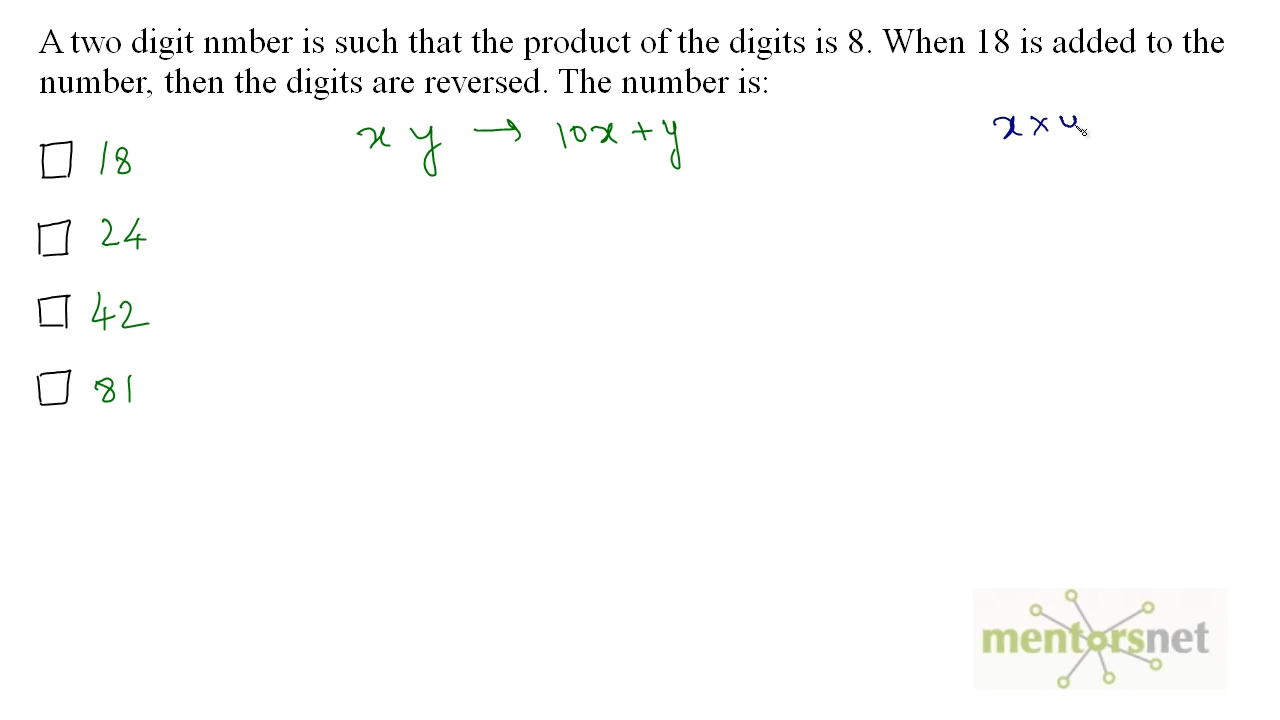 A two digit nmber is such that the product of the digits is 8. When 18 is added to the
number, then the digits are reversed. The number is:
x y → 10x + y
x × y
18
24
42
81
mentorsnet